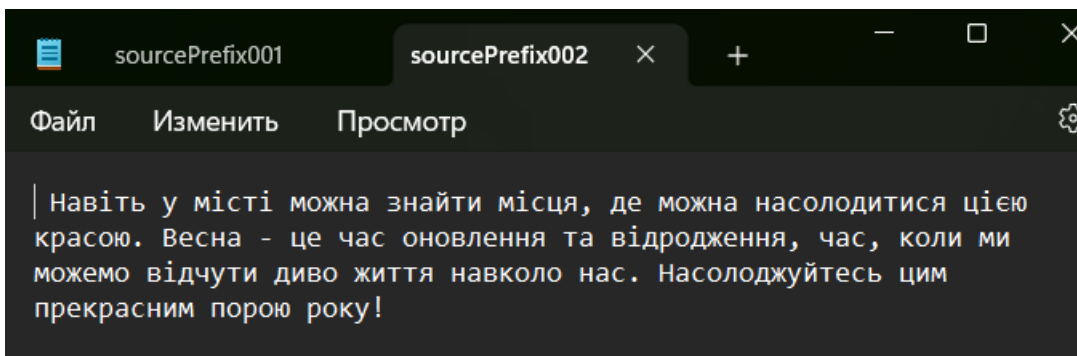 sourcePrefix001 sourcePrefix002
Файл Изменить Просмотр
Навіть у місті можна знайти місця, де можна насолодитися цією
красою. Весна - це час оновлення та відродження, час, коли ми
можемо відчути диво життя навколо нас. Насолоджуйтесь цим
прекрасним порою року!